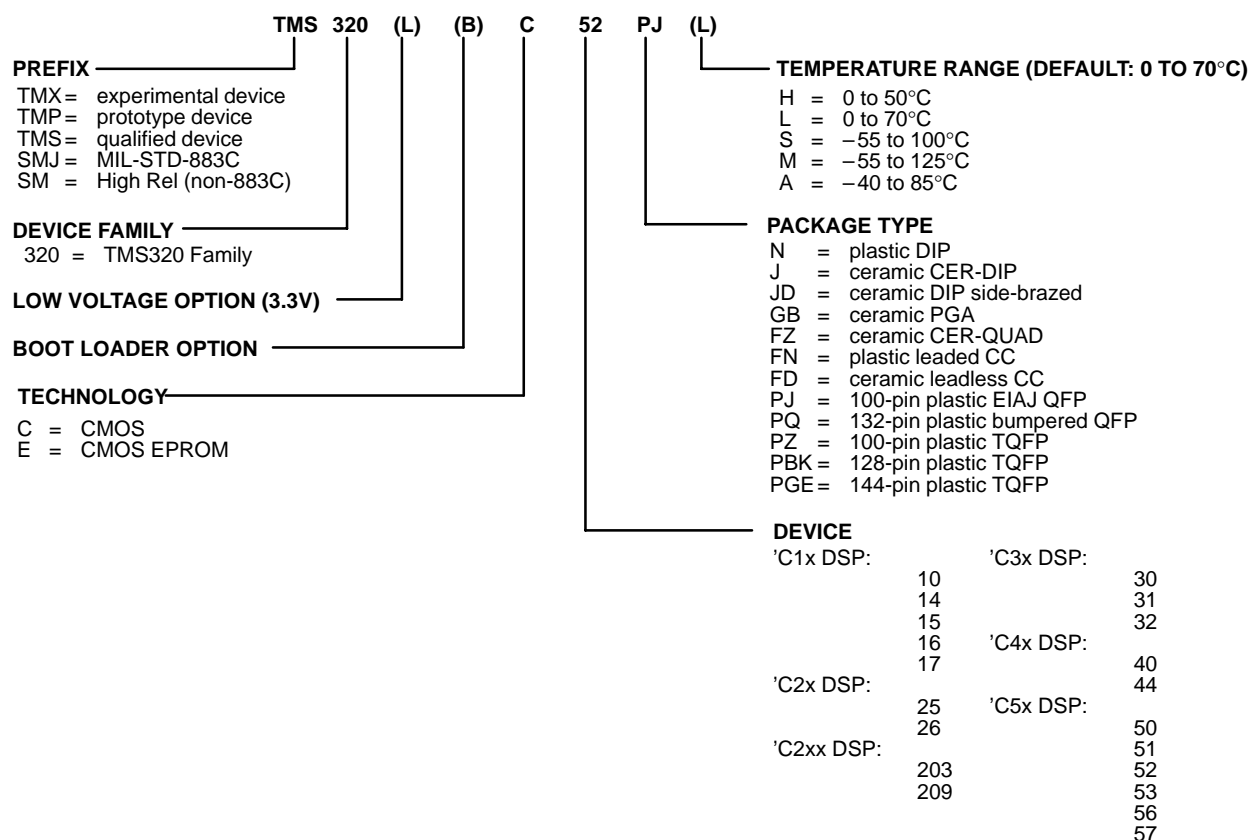 TMS 320 (L) (B) C 52 PJ (L)
PREFIX
TMX = experimental device
TMP = prototype device
TMS = qualified device
SMJ = MIL-STD-883C
SM = High Rel (non-883C)
DEVICE FAMILY
320 = TMS320 Family
LOW VOLTAGE OPTION (3.3V)
BOOT LOADER OPTION
TECHNOLOGY
C = CMOS
E = CMOS EPROM
TEMPERATURE RANGE (DEFAULT: 0 TO 70°C)
H = 0 to 50°C
L = 0 to 70°C
S = –55 to 100°C
M = –55 to 125°C
A = –40 to 85°C
PACKAGE TYPE
N = plastic DIP
J = ceramic CER-DIP
JD = ceramic DIP side-brazed
GB = ceramic PGA
FZ = ceramic CER-QUAD
FN = plastic leaded CC
FD = ceramic leadless CC
PJ = 100-pin plastic EIAJ QFP
PQ = 132-pin plastic bumpered QFP
PZ = 100-pin plastic TQFP
PBK = 128-pin plastic TQFP
PGE = 144-pin plastic TQFP
DEVICE
’C1x DSP:
10
14
15
16
17
’C2x DSP:
25
26
’C2xx DSP:
203
209
’C3x DSP:
30
31
32
’C4x DSP:
40
44
’C5x DSP:
50
51
52
53
56
57